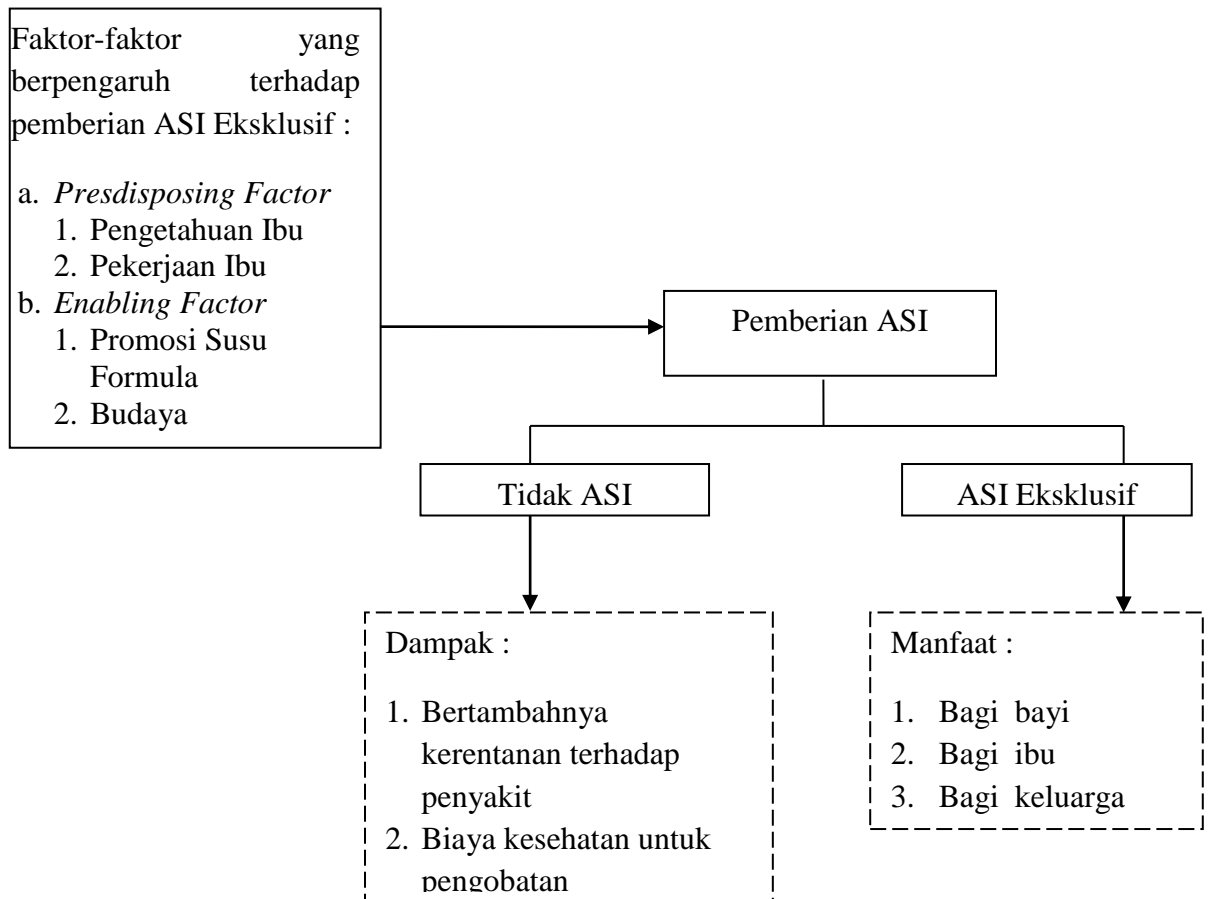 Faktor-faktor yang
berpengaruh terhadap
pemberian ASI Eksklusif :
a. Presdisposing Factor
1. Pengetahuan Ibu
2. Pekerjaan Ibu
b. Enabling Factor
1. Promosi Susu
Formula
2. Budaya
Pemberian ASI
Tidak ASI
ASI Eksklusif
Dampak :
1. Bertambahnya
kerentanan terhadap
penyakit
2. Biaya kesehatan untuk
pengobatan
Manfaat :
1. Bagi bayi
2. Bagi ibu
3. Bagi keluarga